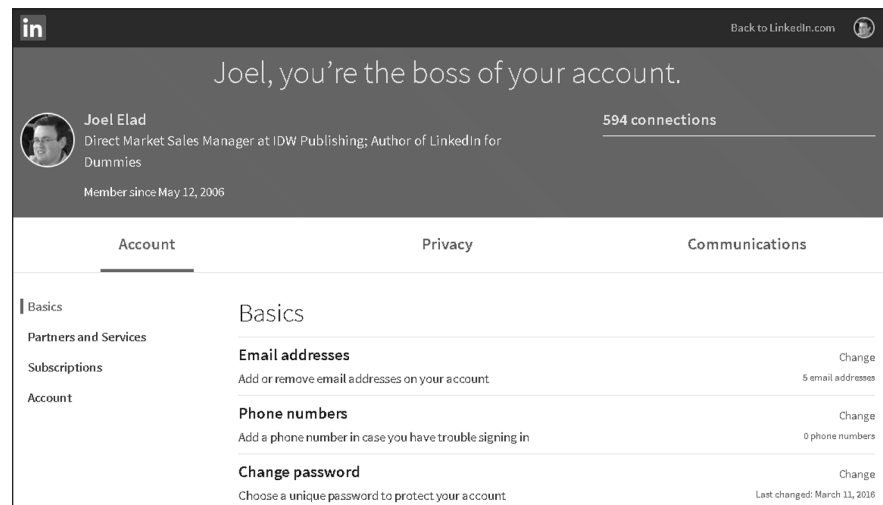 in
Back to LinkedIn.com
Joel, you're the boss of your account.
Joel Elad
Direct Market Sales Manager at IDW Publishing; Author of LinkedIn for
Dummies
Member since May 12, 2006
594 connections
Account
Privacy
Communications
Basics
Partners and Services
Subscriptions
Account
Basics
Email addresses
Change
Add or remove email addresses on your account
5 email addresses
Phone numbers
Change
Add a phone number in case you have trouble signing in
0 phone numbers
Change password
Change
Choose a unique password to protect your account
Last changed: March 11, 2016